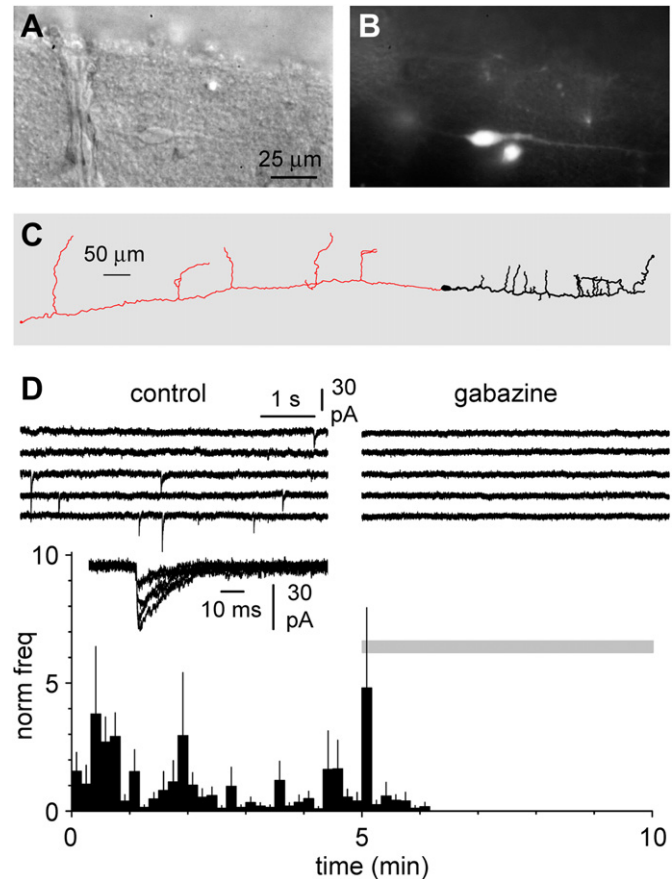 A
25 μm
B
C
50 μm
D
control
1 s
30
pA
gabazine
10
10 ms
30
pA
norm freq
5
0
0
5
10
time (min)